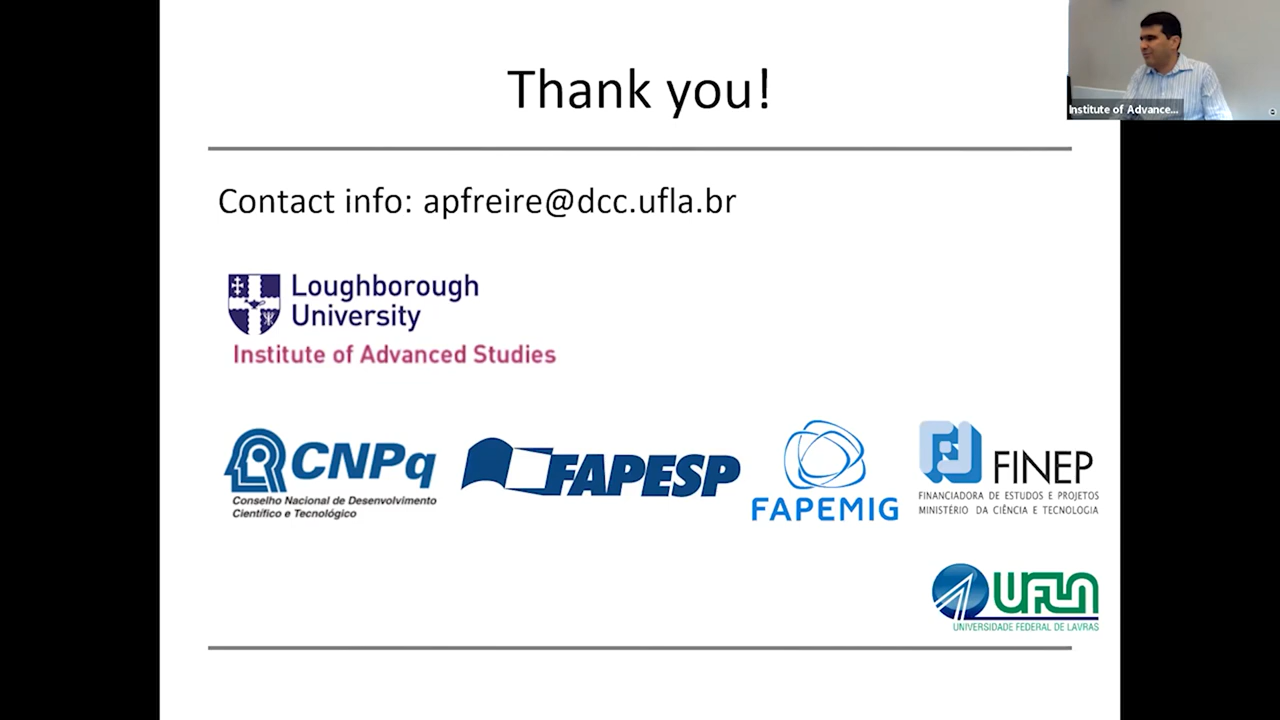 Thank you!
Institute of Advance...
Contact info: apfreire@dcc.ufla.br
Loughborough
University
Institute of Advanced Studies
CNPq
Conselho Nacional de Desenvolvimento
Científico e Tecnológico
FAPESP
FAPEMIG
FINEP
FINANCIADORA DE ESTUDOS E PROJETOS
MINISTÉRIO DA CIÊNCIA E TECNOLOGIA
UFLA
UNIVERSIDADE FEDERAL DE LAVRAS